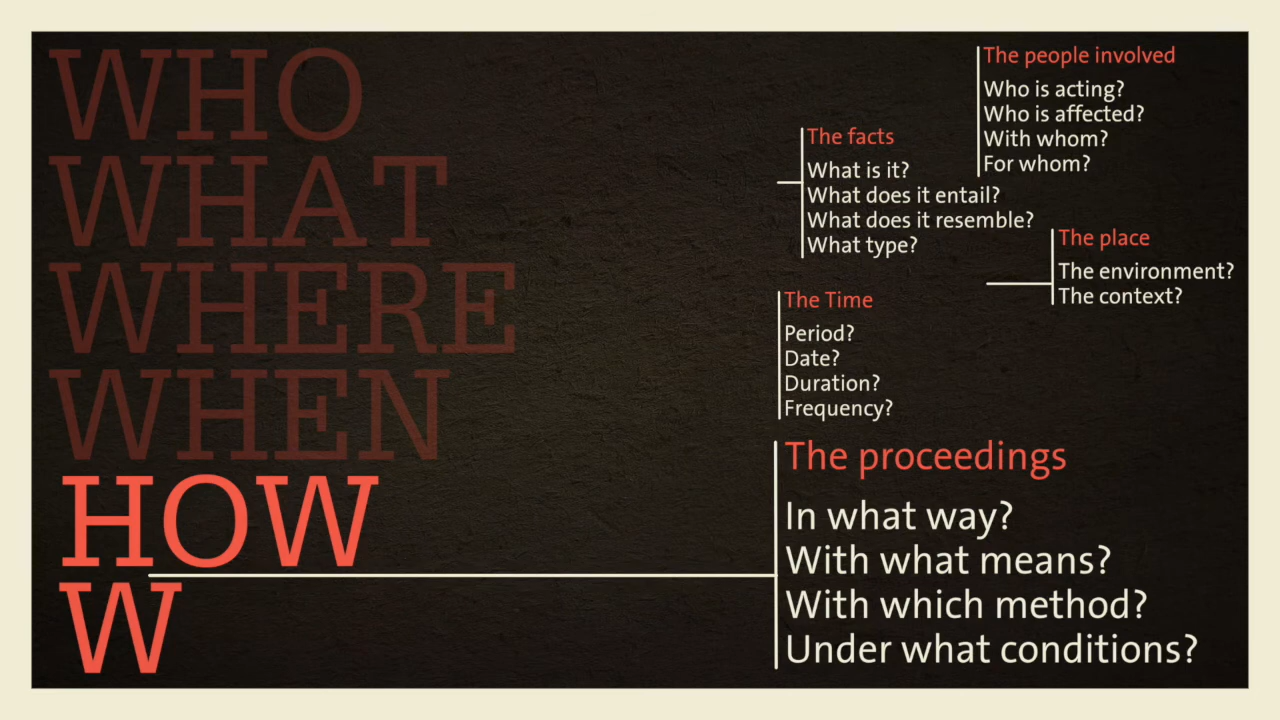 WHO
WHAT
WHERE
WHEN
HOW
W
The people involved
Who is acting?
Who is affected?
With whom?
For whom?
The facts
What is it?
What does it entail?
What does it resemble?
What type?
The place
The environment?
The context?
The Time
Period?
Date?
Duration?
Frequency?
The proceedings
In what way?
With what means?
With which method?
Under what conditions?